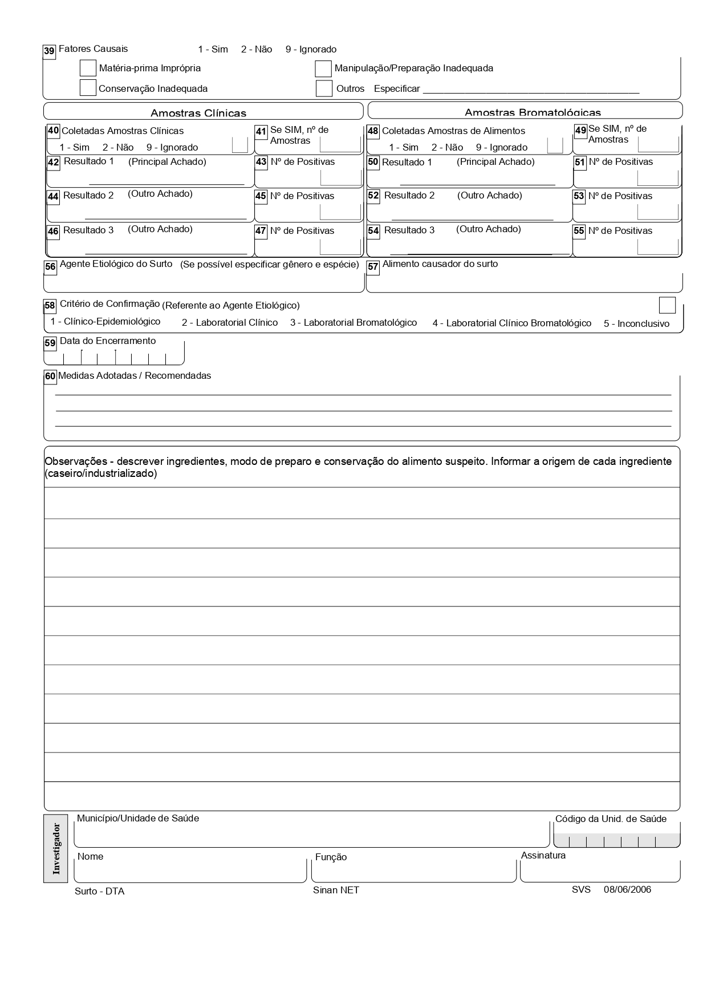 39 Fatores Causais 1 - Sim 2 - Não 9 - Ignorado
Matéria-prima Imprópria Manipulação/Preparação Inadequada
Conservação Inadequada Outros Especificar
Amostras Clínicas Amostras Bromatológicas
40 Coletadas Amostras Clínicas
1 - Sim 2 - Não 9 - Ignorado
41 Se SIM, nº de
Amostras
48 Coletadas Amostras de Alimentos
1 - Sim 2 - Não 9 - Ignorado
49 Se SIM, nº de
Amostras
42 Resultado 1 (Principal Achado) 43 Nº de Positivas 50 Resultado 1 (Principal Achado) 51 Nº de Positivas
44 Resultado 2 (Outro Achado) 45 Nº de Positivas 52 Resultado 2 (Outro Achado) 53 Nº de Positivas
46 Resultado 3 (Outro Achado) 47 Nº de Positivas 54 Resultado 3 (Outro Achado) 55 Nº de Positivas
56 Agente Etiológico do Surto (Se possível especificar gênero e espécie) 57 Alimento causador do surto
58 Critério de Confirmação (Referente ao Agente Etiológico)
1 - Clínico-Epidemiológico 2 - Laboratorial Clínico 3 - Laboratorial Bromatológico 4 - Laboratorial Clínico Bromatológico 5 - Inconclusivo
59 Data do Encerramento
60 Medidas Adotadas / Recomendadas
Observações - descrever ingredientes, modo de preparo e conservação do alimento suspeito. Informar a origem de cada ingrediente
(caseiro/industrializado)
Investigador
Município/Unidade de Saúde Código da Unid. de Saúde
Nome Função Assinatura
Surto - DTA Sinan NET SVS 08/06/2006